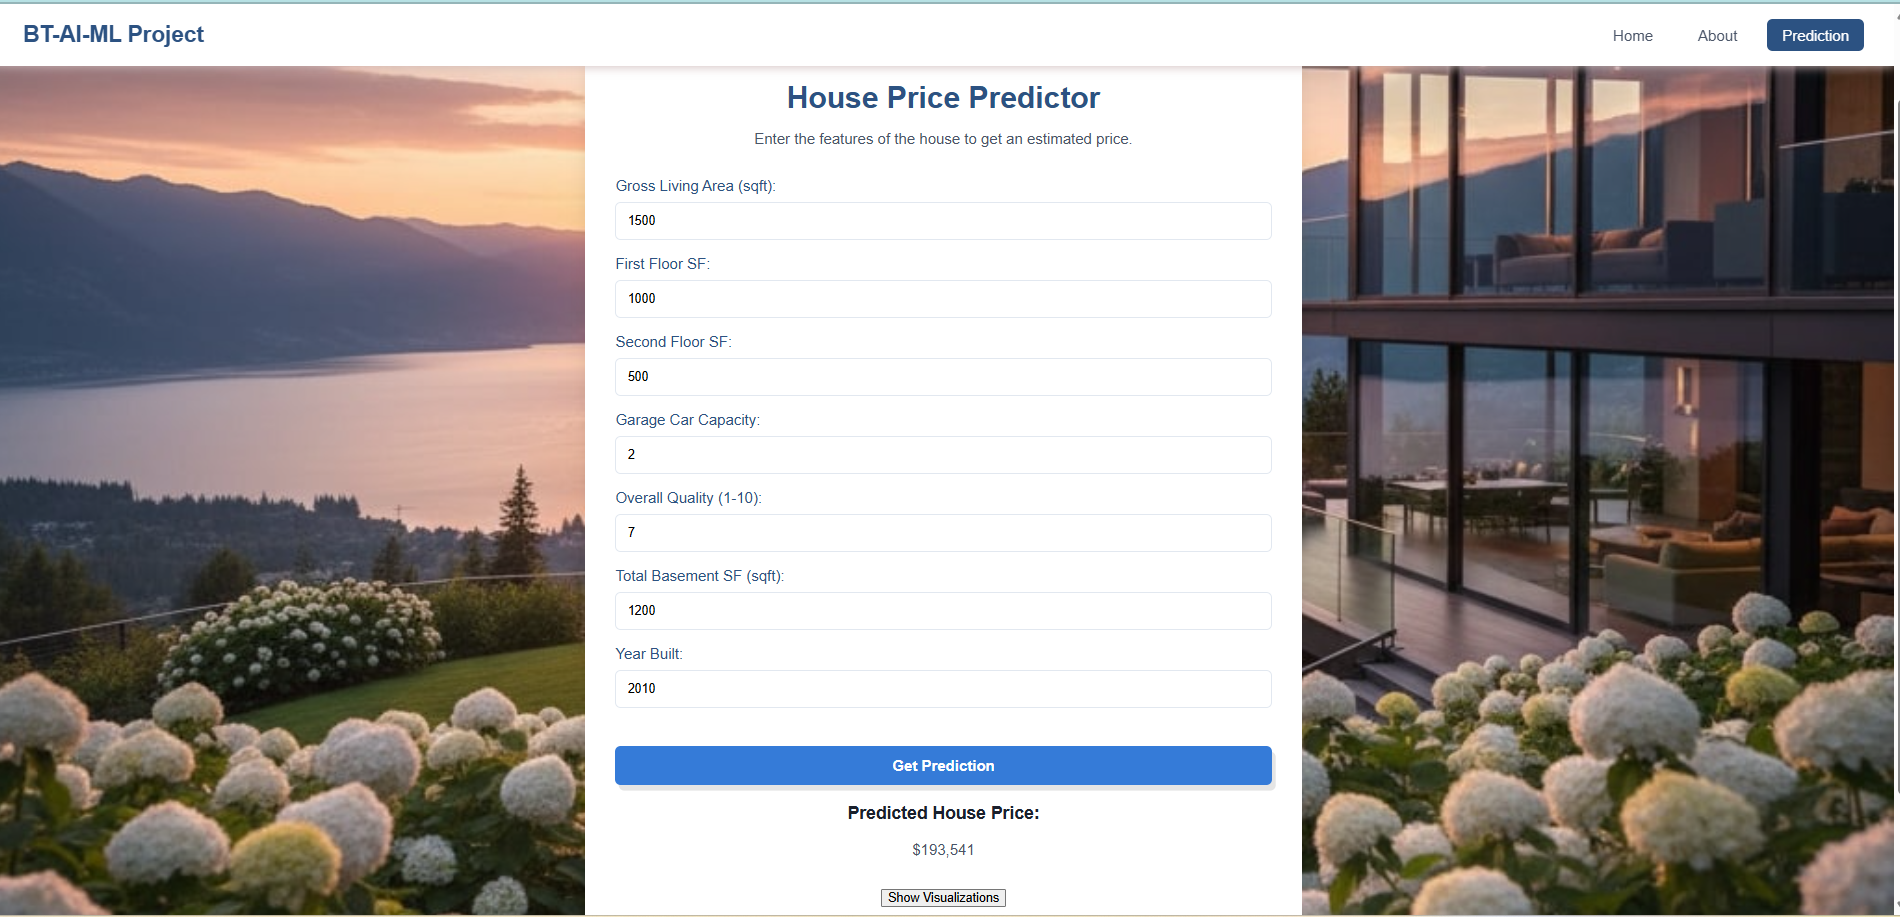 BT-AI-ML Project
Home
About
Prediction
House Price Predictor
Enter the features of the house to get an estimated price.
Gross Living Area (sqft):
1500
First Floor SF:
1000
Second Floor SF:
500
Garage Car Capacity:
2
Overall Quality (1-10):
7
Total Basement SF (sqft):
1200
Year Built:
2010
Get Prediction
Predicted House Price:
$193,541
Show Visualizations